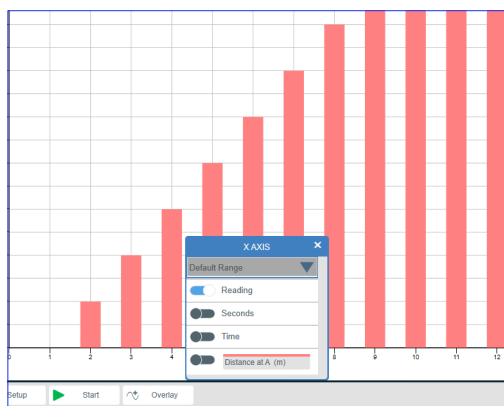 X AXIS ×
Default Range
Reading
Seconds
Time
Distance at A (m)
0 1 2 3 4 8 9 10 11 12
Setup Start Overlay